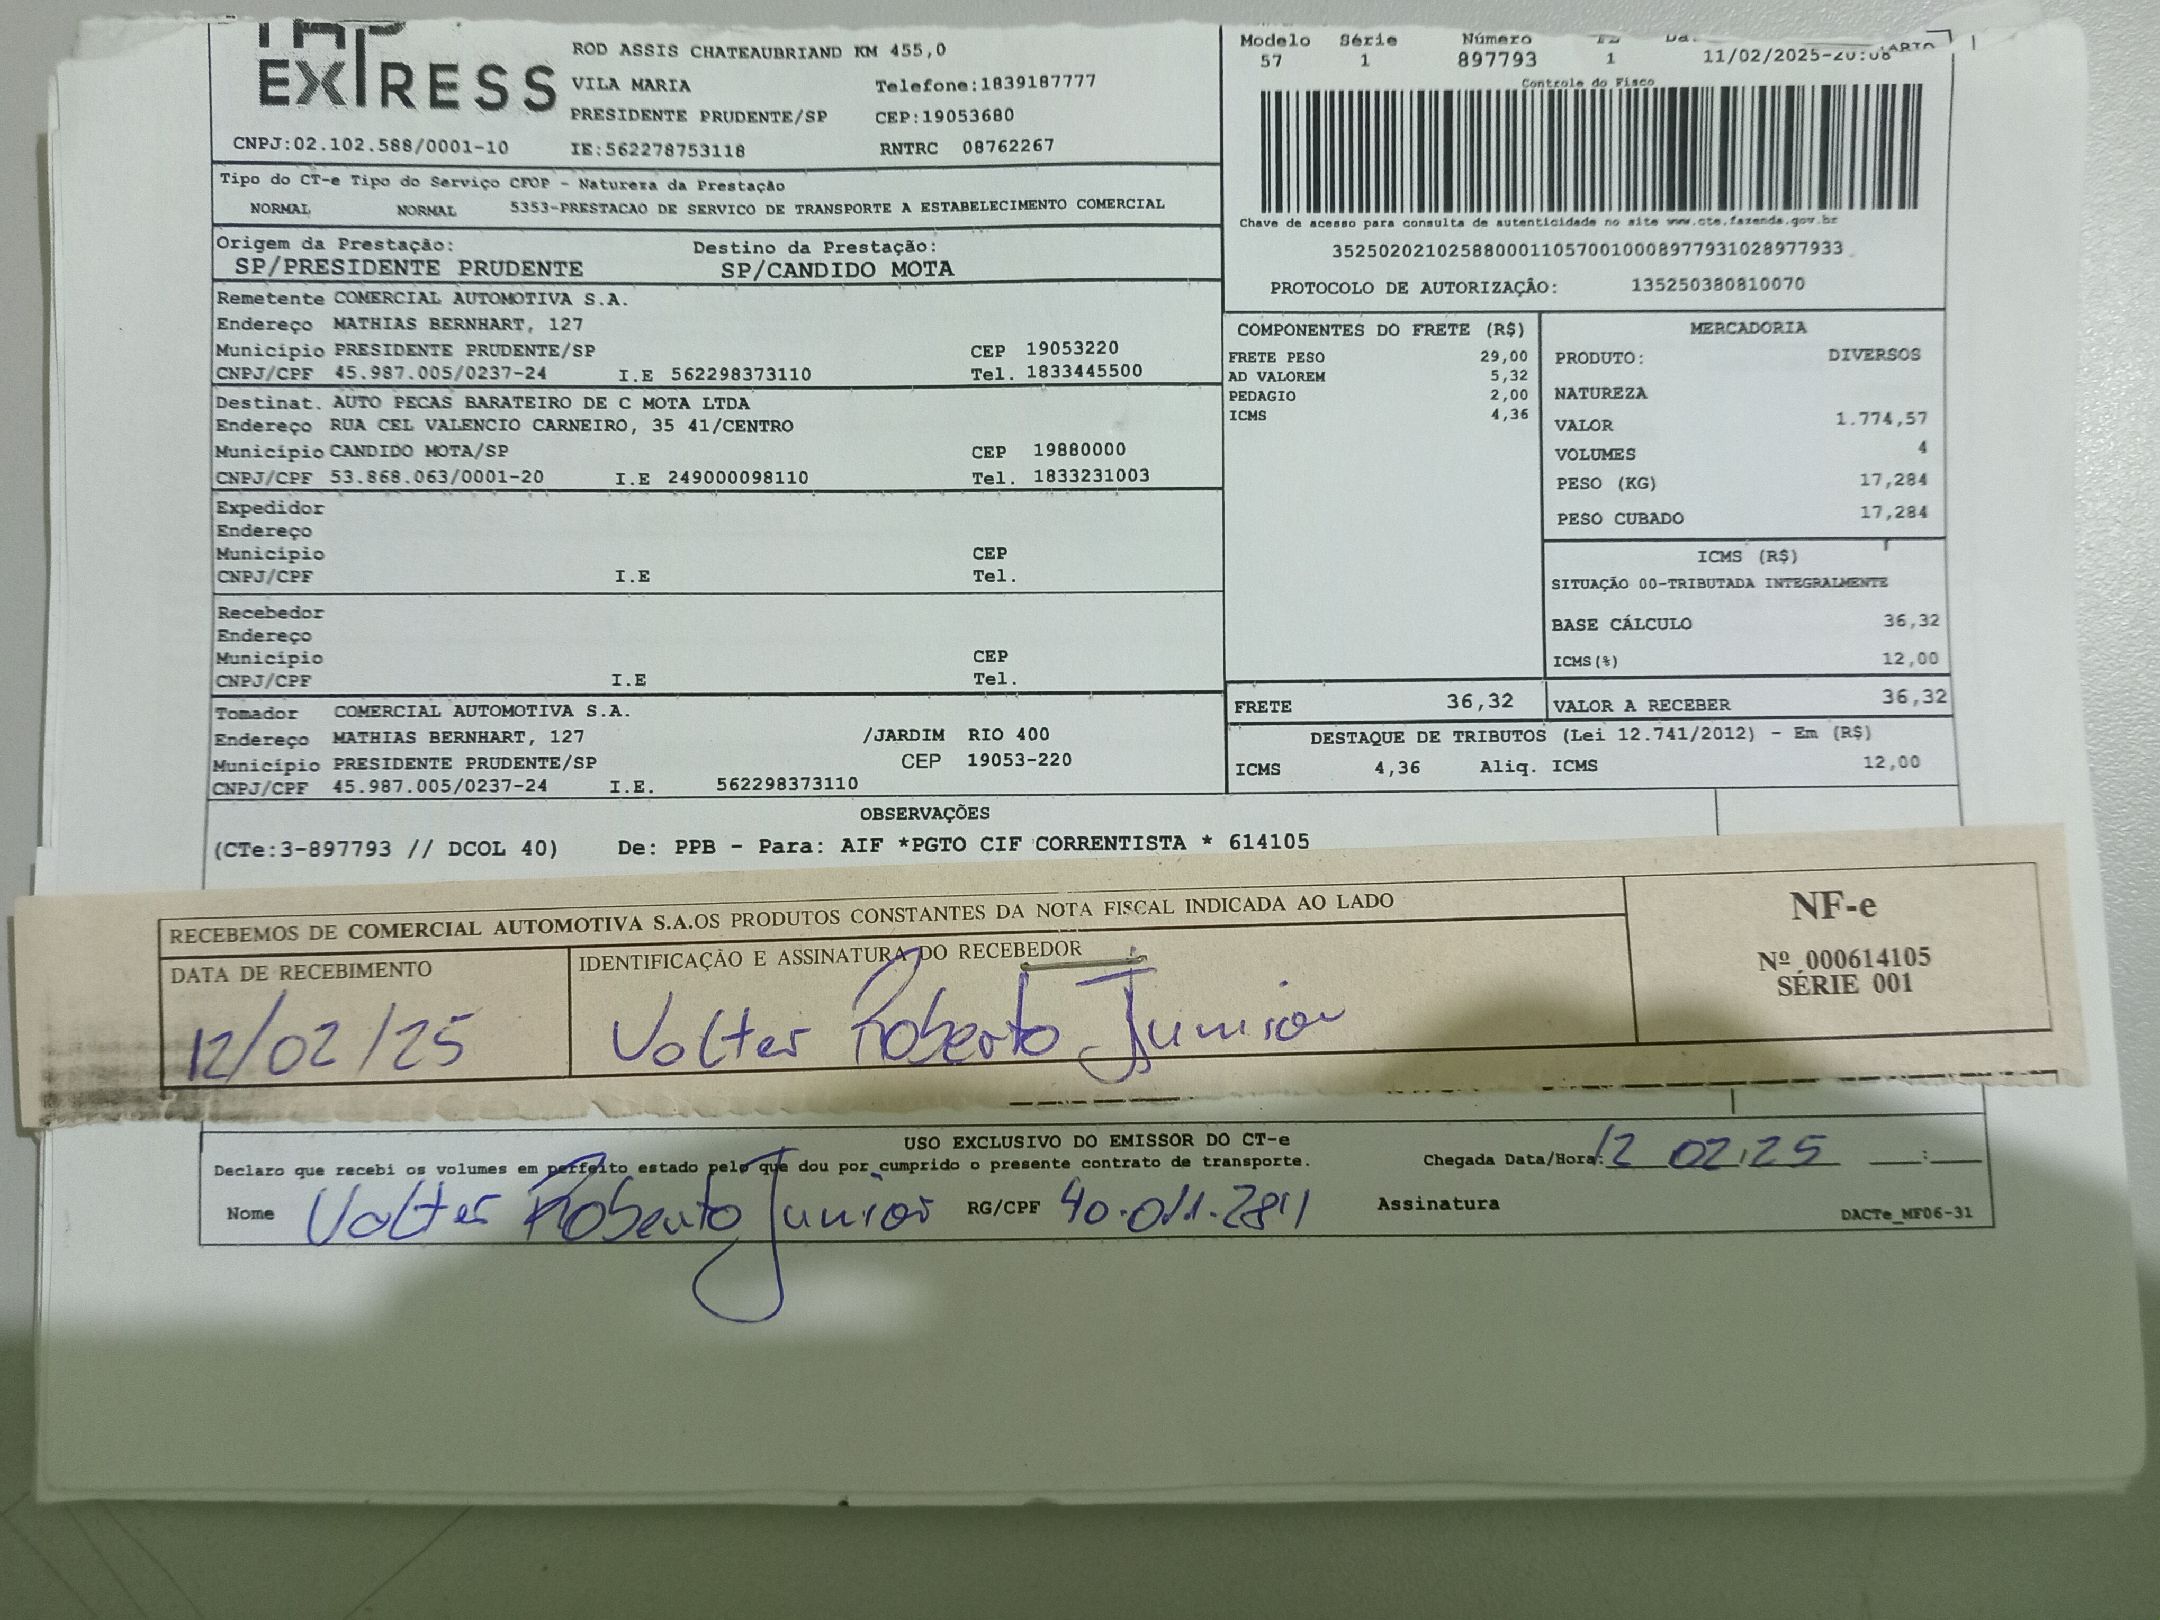 EXPRESS
ROD ASSIS CHATEAUBRIAND KM 455,0
VILA MARIA Telefone:1839187777
PRESIDENTE PRUDENTE/SP CEP:19053680
CNPJ:02.102.588/0001-10 IE:562278753118 RNTRC 08762267
Modelo Série Número
57 1 897793 1 11/02/2025-20:08
Controle do Fisco
Chave de acesso para consulta de autenticidade no site www.cte.fazenda.gov.br
35250202102588000110570010008977931028977933
PROTOCOLO DE AUTORIZAÇÃO: 135250380810070
Tipo do CT-e Tipo do Serviço CFOP - Natureza da Prestação
NORMAL NORMAL 5353-PRESTACAO DE SERVICO DE TRANSPORTE A ESTABELECIMENTO COMERCIAL
Origem da Prestação: Destino da Prestação:
SP/PRESIDENTE PRUDENTE SP/CANDIDO MOTA
Remetente COMERCIAL AUTOMOTIVA S.A.
Endereço MATHIAS BERNHART, 127
Município PRESIDENTE PRUDENTE/SP CEP 19053220
CNPJ/CPF 45.987.005/0237-24 I.E 562298373110 Tel. 1833445500
Destinat. AUTO PECAS BARATEIRO DE C MOTA LTDA
Endereço RUA CEL VALENCIO CARNEIRO, 35 41/CENTRO
Município CANDIDO MOTA/SP CEP 19880000
CNPJ/CPF 53.868.063/0001-20 I.E 249000098110 Tel. 1833231003
Expedidor
Endereço
Município CEP
CNPJ/CPF I.E Tel.
Recebedor
Endereço
Município CEP
CNPJ/CPF I.E Tel.
Tomador COMERCIAL AUTOMOTIVA S.A.
Endereço MATHIAS BERNHART, 127 /JARDIM RIO 400
Município PRESIDENTE PRUDENTE/SP CEP 19053-220
CNPJ/CPF 45.987.005/0237-24 I.E. 562298373110
COMPONENTES DO FRETE (R$)
FRETE PESO 29,00
AD VALOREM 5,32
PEDAGIO 2,00
ICMS 4,36
MERCADORIA
PRODUTO: DIVERSOS
NATUREZA
VALOR 1.774,57
VOLUMES 4
PESO (KG) 17,284
PESO CUBADO 17,284
ICMS (R$)
SITUAÇÃO 00-TRIBUTADA INTEGRALMENTE
BASE CÁLCULO 36,32
ICMS(%) 12,00
FRETE 36,32 VALOR A RECEBER 36,32
DESTAQUE DE TRIBUTOS (Lei 12.741/2012) - Em (R$)
ICMS 4,36 Aliq. ICMS 12,00
OBSERVAÇÕES
(CTe:3-897793 // DCOL 40) De: PPB - Para: AIF *PGTO CIF CORRENTISTA * 614105
RECEBEMOS DE COMERCIAL AUTOMOTIVA S.A.OS PRODUTOS CONSTANTES DA NOTA FISCAL INDICADA AO LADO
DATA DE RECEBIMENTO IDENTIFICAÇÃO E ASSINATURA DO RECEBEDOR
12/02/25 Volter Roberto Junior
NF-e
Nº 000614105
SÉRIE 001
USO EXCLUSIVO DO EMISSOR DO CT-e
Declaro que recebi os volumes em perfeito estado pelo que dou por cumprido o presente contrato de transporte. Chegada Data/Hora: 12 02.25 :
Nome Volter Roberto Junior RG/CPF 40.011.2811 Assinatura
DACTe_MF06-31